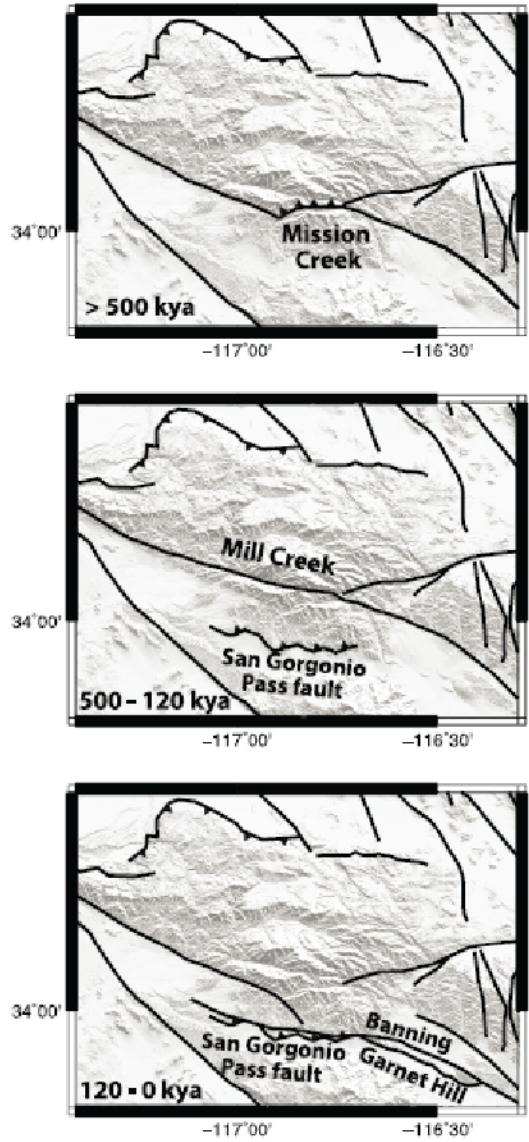 34°00'
Mission
Creek
> 500 kya
−117°00'
−116°30'
Mill Creek
34°00'
San Gorgonio
Pass fault
500 – 120 kya
−117°00'
−116°30'
34°00'
Banning
San Gorgonio
Pass fault
Garnet Hill
120 - 0 kya
−117°00'
−116°30'